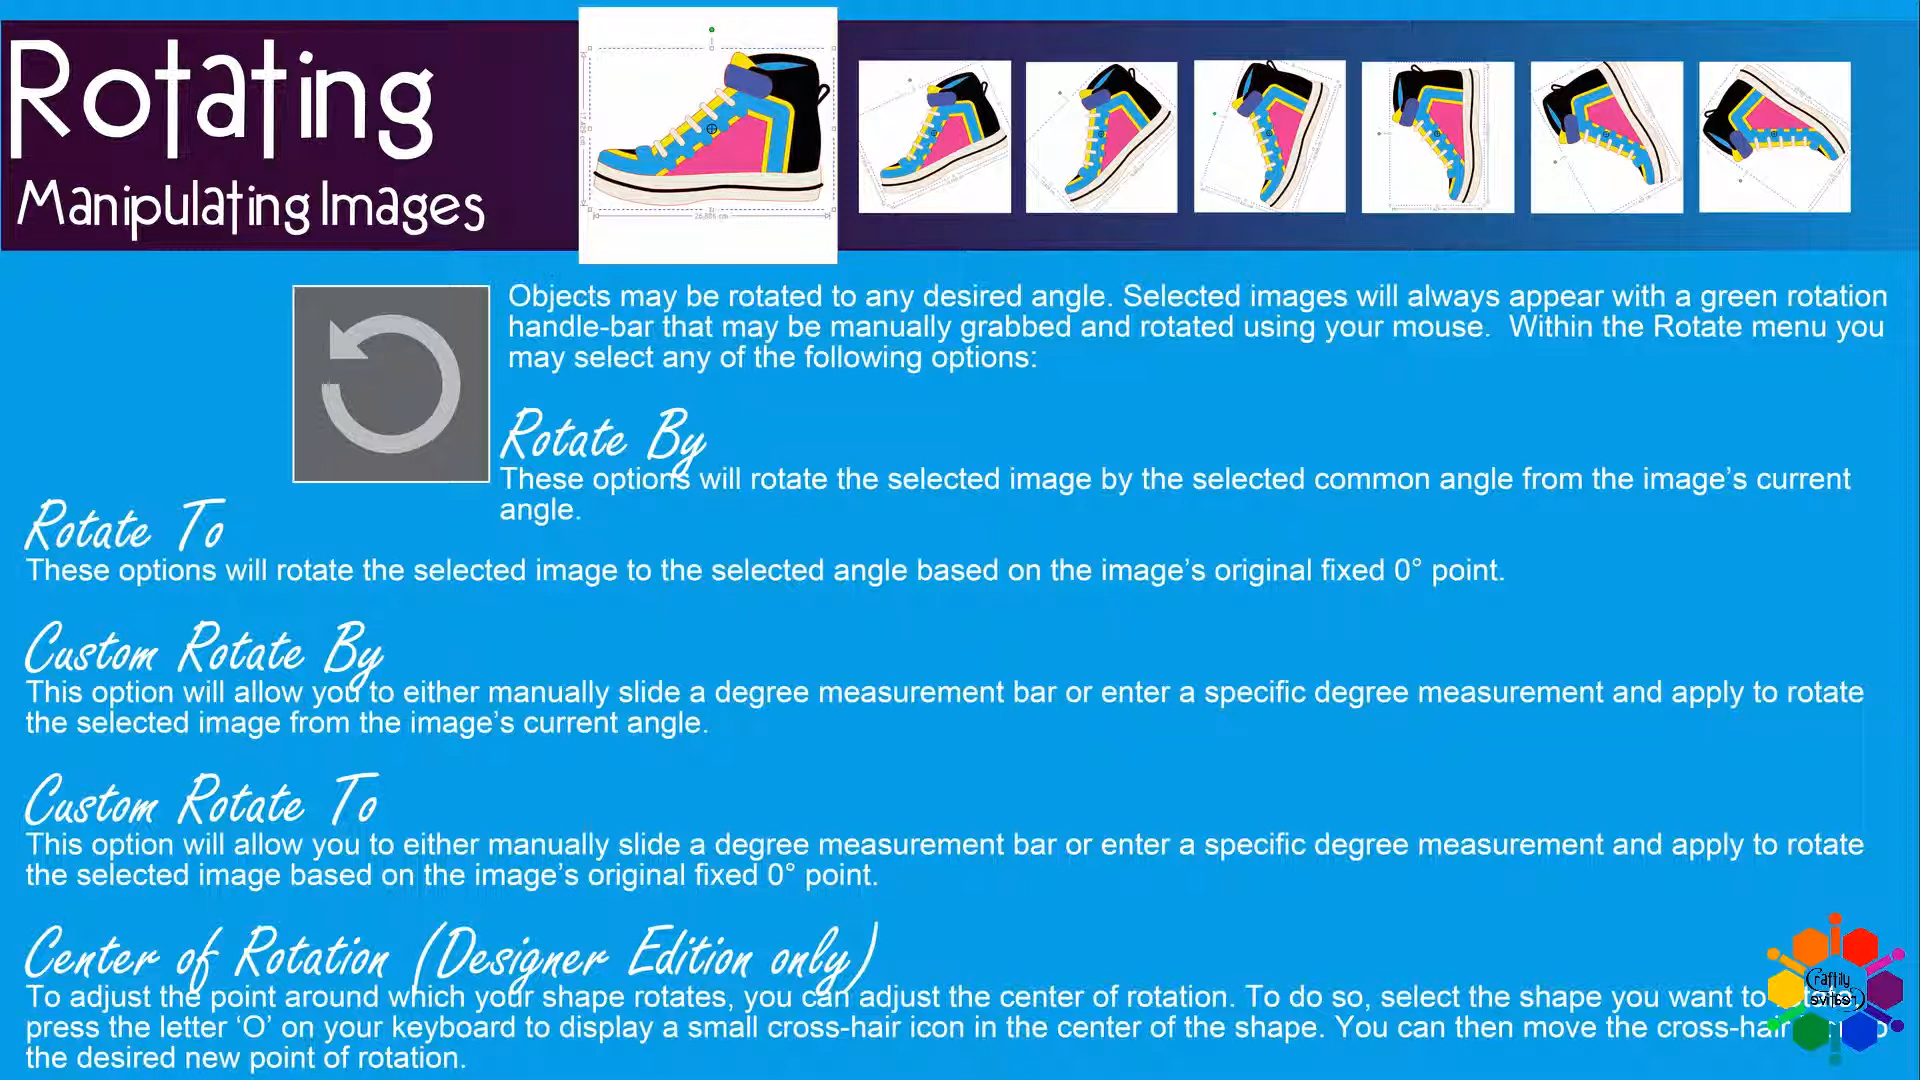 Rotating
Manipulating Images
26.886 cm
Objects may be rotated to any desired angle. Selected images will always appear with a green rotation
handle-bar that may be manually grabbed and rotated using your mouse.  Within the Rotate menu you
may select any of the following options:
Rotate By
These options will rotate the selected image by the selected common angle from the image’s current
angle.
Rotate To
These options will rotate the selected image to the selected angle based on the image’s original fixed 0° point.
Custom Rotate By
This option will allow you to either manually slide a degree measurement bar or enter a specific degree measurement and apply to rotate
the selected image from the image’s current angle.
Custom Rotate To
This option will allow you to either manually slide a degree measurement bar or enter a specific degree measurement and apply to rotate
the selected image based on the image’s original fixed 0° point.
Center of Rotation (Designer Edition only)
To adjust the point around which your shape rotates, you can adjust the center of rotation. To do so, select the shape you want to
press the letter ‘O’ on your keyboard to display a small cross-hair icon in the center of the shape. You can then move the cross-hair
the desired new point of rotation.
Craftily